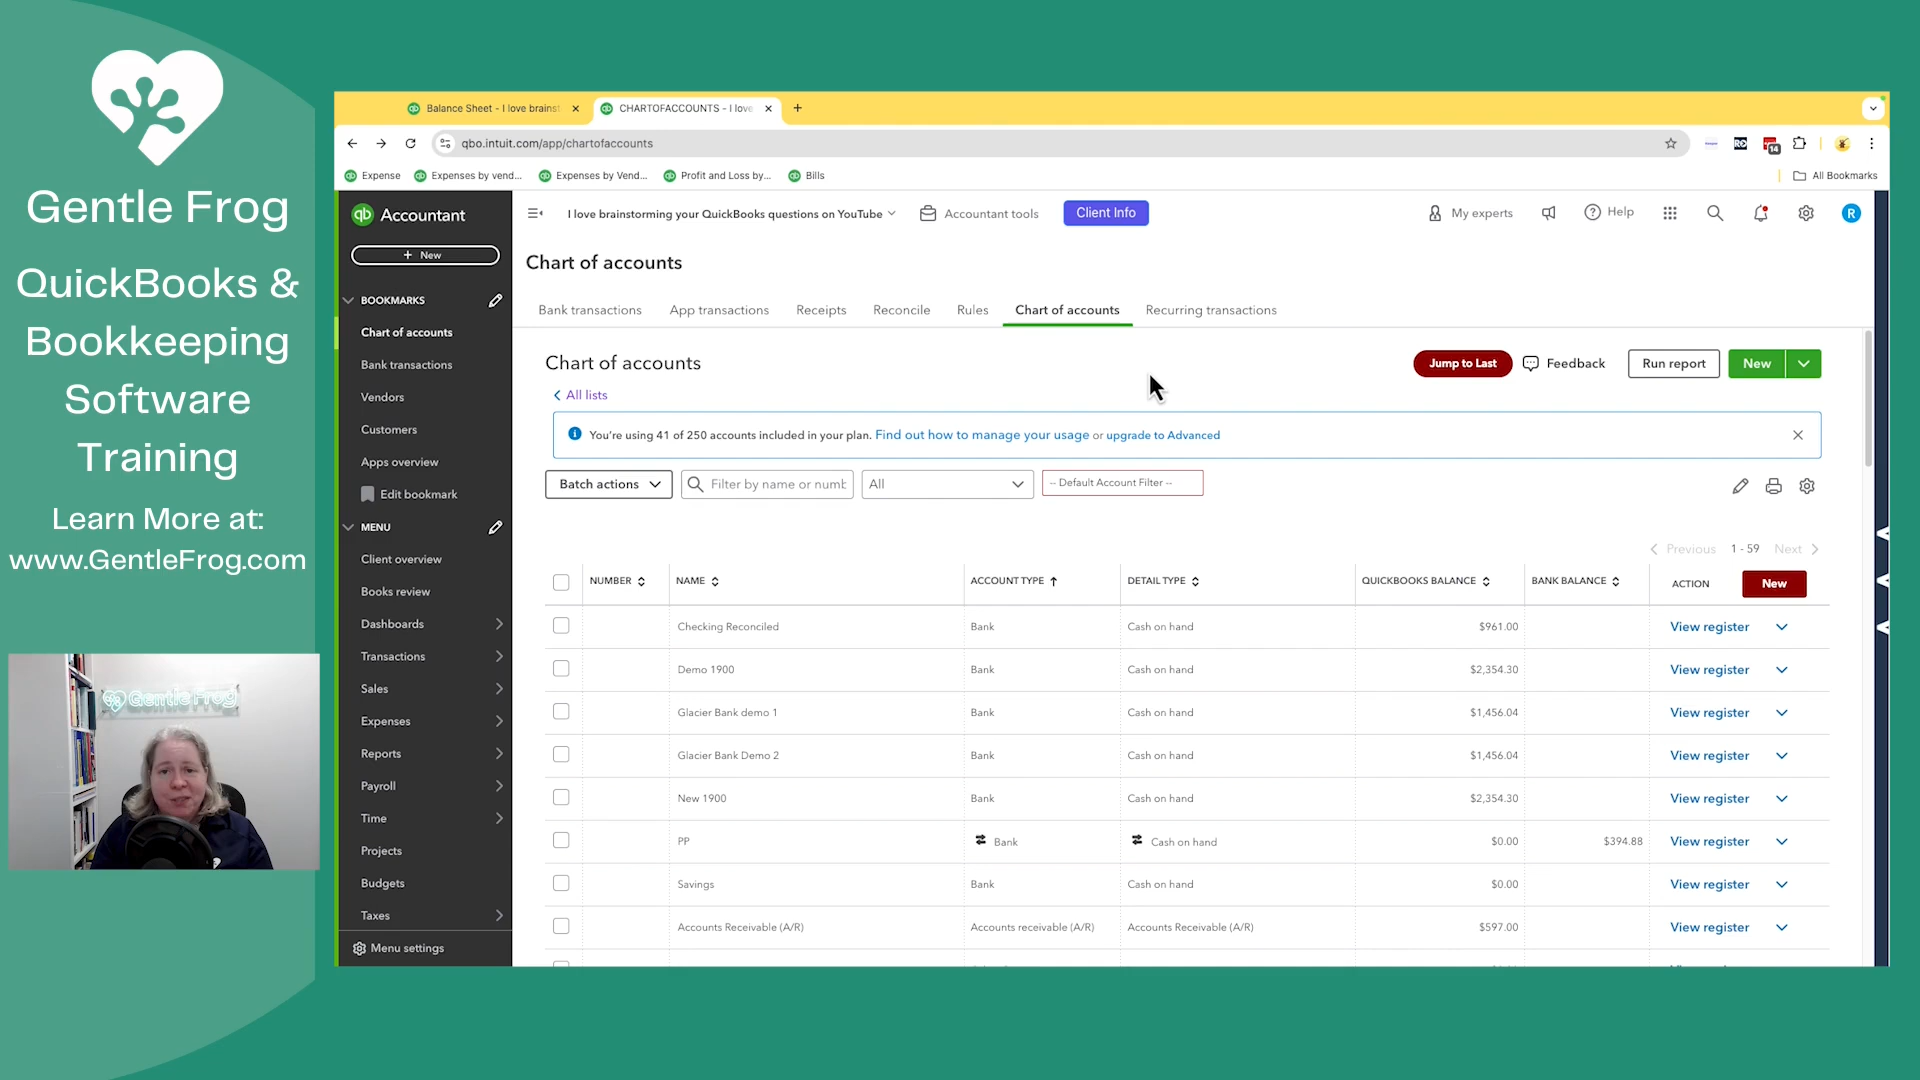 Gentle Frog
QuickBooks &
Bookkeeping
Software
Training
Learn More at:
www.GentleFrog.com
Gentle Frog
Balance Sheet - I love brains
CHARTOFACCOUNTS - I love
qbo.intuit.com/app/chartofaccounts
14
Expense
Expenses by vend...
Expenses by Vend...
Profit and Loss by...
Bills
All Bookmarks
qb Accountant
+ New
BOOKMARKS
Chart of accounts
Bank transactions
Vendors
Customers
Apps overview
Edit bookmark
MENU
Client overview
Books review
Dashboards
Transactions
Sales
Expenses
Reports
Payroll
Time
Projects
Budgets
Taxes
Menu settings
I love brainstorming your QuickBooks questions on YouTube
Accountant tools
Client Info
My experts
Help
R
Chart of accounts
Bank transactions
App transactions
Receipts
Reconcile
Rules
Chart of accounts
Recurring transactions
Chart of accounts
Jump to Last
Feedback
Run report
New
All lists
You're using 41 of 250 accounts included in your plan. Find out how to manage your usage or upgrade to Advanced
Batch actions
Filter by name or numb
All
-- Default Account Filter --
Previous 1 - 59 Next
NUMBER NAME ACCOUNT TYPE DETAIL TYPE QUICKBOOKS BALANCE BANK BALANCE ACTION New
Checking Reconciled Bank Cash on hand $961.00 View register
Demo 1900 Bank Cash on hand $2,354.30 View register
Glacier Bank demo 1 Bank Cash on hand $1,456.04 View register
Glacier Bank Demo 2 Bank Cash on hand $1,456.04 View register
New 1900 Bank Cash on hand $2,354.30 View register
PP Bank Cash on hand $0.00 $394.88 View register
Savings Bank Cash on hand $0.00 View register
Accounts Receivable (A/R) Accounts receivable (A/R) Accounts Receivable (A/R) $597.00 View register